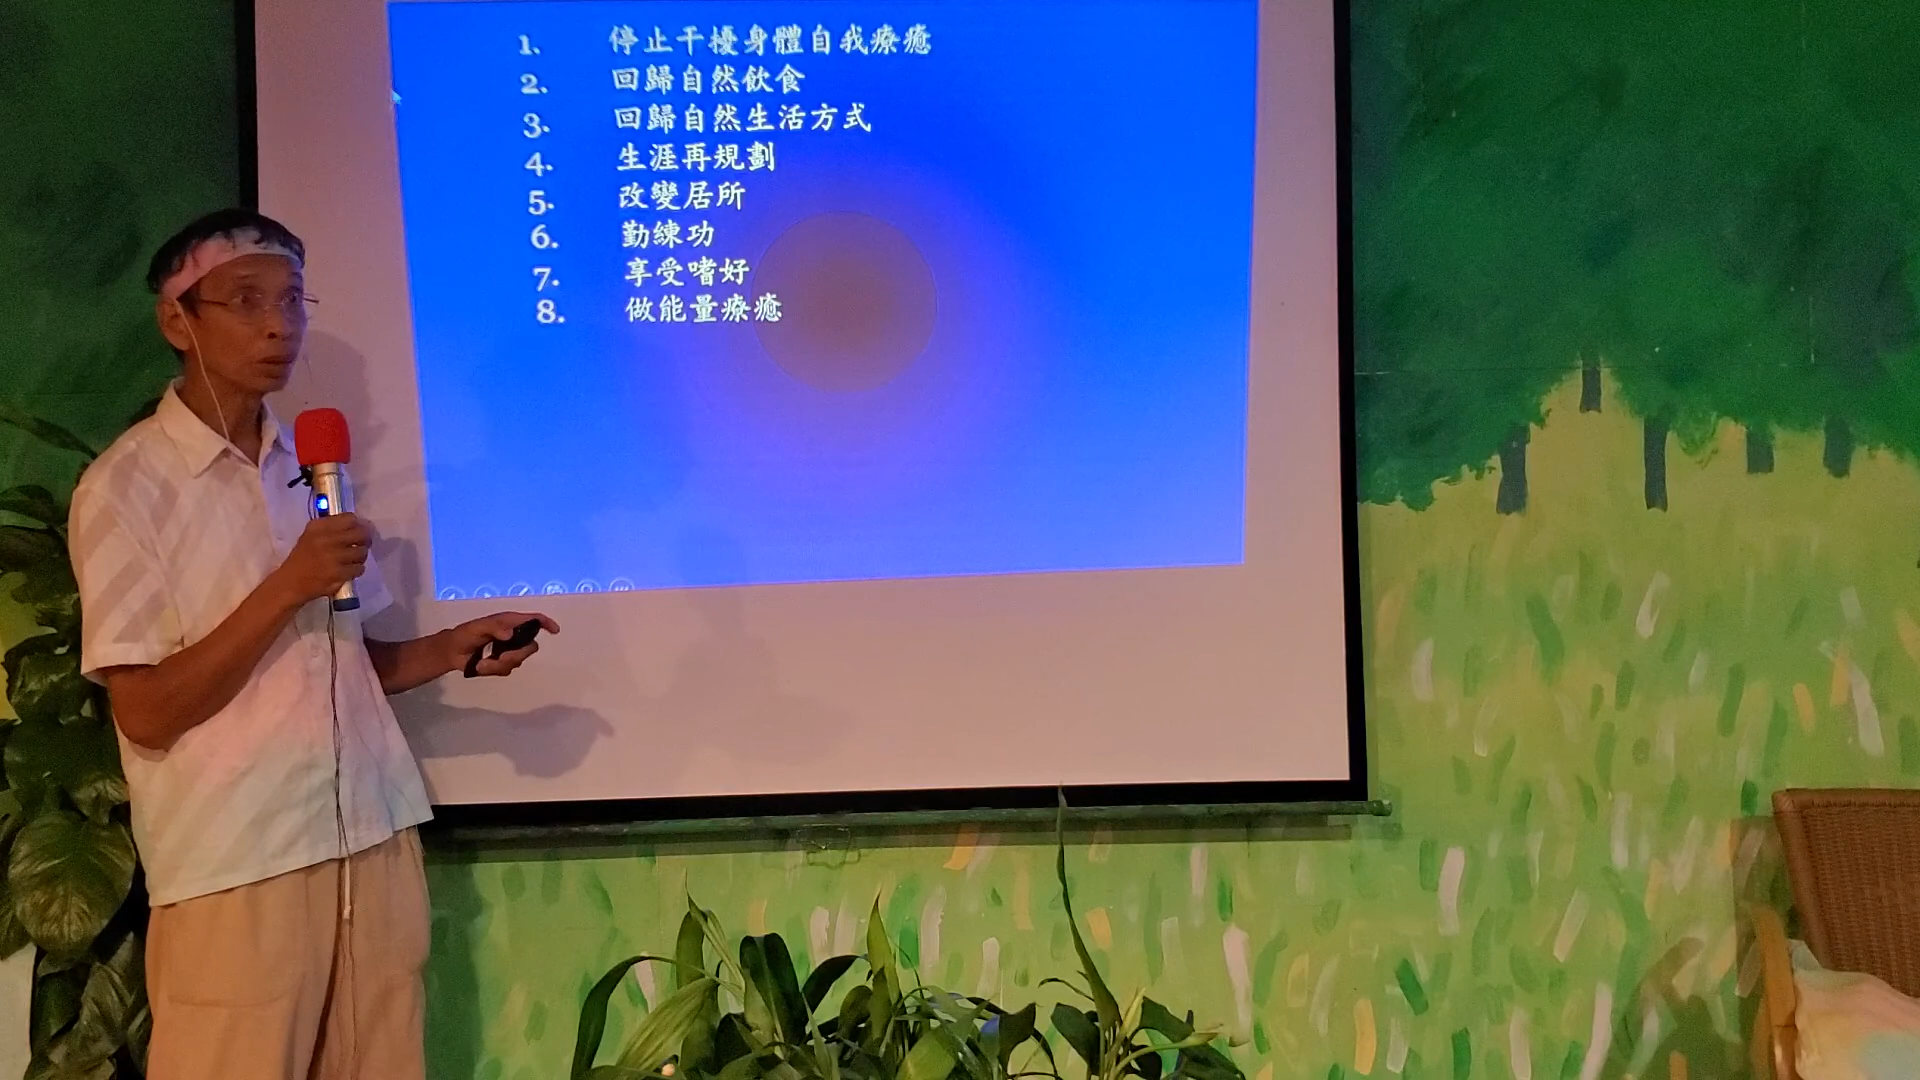 1. 停止干擾身體自我療癒
2. 回歸自然飲食
3. 回歸自然生活方式
4. 生涯再規劃
5. 改變居所
6. 勤練功
7. 享受嗜好
8. 做能量療癒